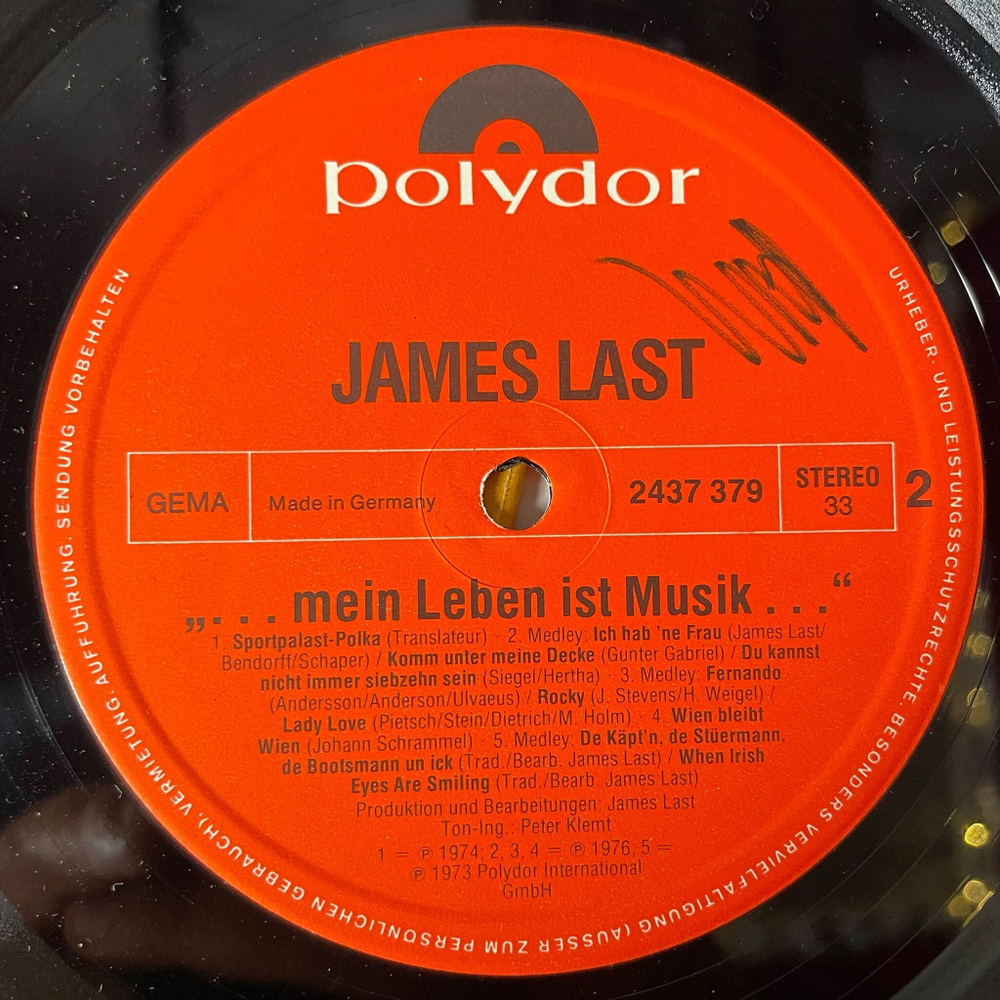 polydor
JAMES LAST
GEMA
Made in Germany
2437 379
STEREO
33
2
„. . . mein Leben ist Musik . . .“
1. Sportpalast-Polka (Translateur) · 2. Medley: Ich hab 'ne Frau (James Last/
Bendorff/Schaper) / Komm unter meine Decke (Gunter Gabriel) / Du kannst
nicht immer siebzehn sein (Siegel/Hertha) · 3. Medley: Fernando
(Andersson/Anderson/Ulvaeus) / Rocky (J. Stevens/H. Weigel) /
Lady Love (Pietsch/Stein/Dietrich/M. Holm) · 4. Wien bleibt
Wien (Johann Schrammel) · 5. Medley: De Käpt'n, de Stüermann,
de Bootsmann un ick (Trad./Bearb. James Last) / When Irish
Eyes Are Smiling (Trad./Bearb. James Last)
Produktion und Bearbeitungen: James Last
Ton-Ing.: Peter Klemt
1 = ℗ 1974, 2, 3, 4 = ℗ 1976; 5 =
℗ 1973 Polydor International
GmbH
URHEBER- UND LEISTUNGSSCHUTZRECHTE, BESONDERS VERVIELFÄLTIGUNG (AUSSER ZUM PERSÖNLICHEN GEBRAUCH), VERMIETUNG, AUFFÜHRUNG, SENDUNG VORBEHALTEN